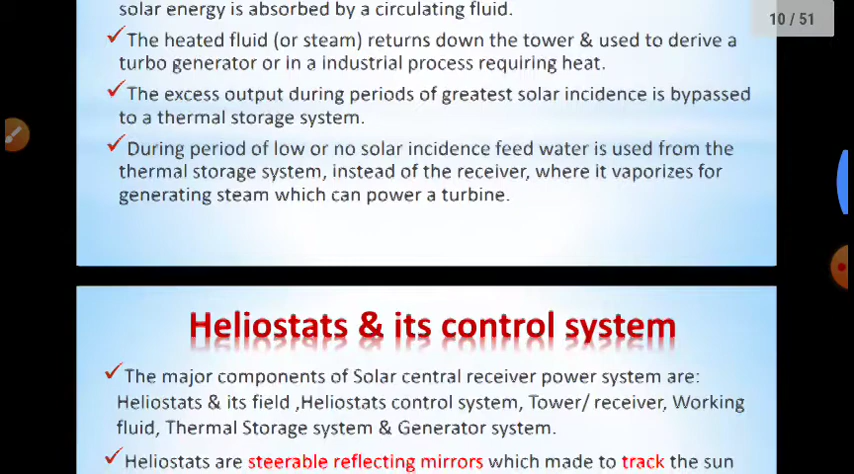 solar energy is absorbed by a circulating fluid.
10 / 51
✓The heated fluid (or steam) returns down the tower & used to derive a
turbo generator or in a industrial process requiring heat.
✓The excess output during periods of greatest solar incidence is bypassed
to a thermal storage system.
✓During period of low or no solar incidence feed water is used from the
thermal storage system, instead of the receiver, where it vaporizes for
generating steam which can power a turbine.
Heliostats & its control system
✓The major components of Solar central receiver power system are:
Heliostats & its field ,Heliostats control system, Tower/ receiver, Working
fluid, Thermal Storage system & Generator system.
✓Heliostats are steerable reflecting mirrors which made to track the sun